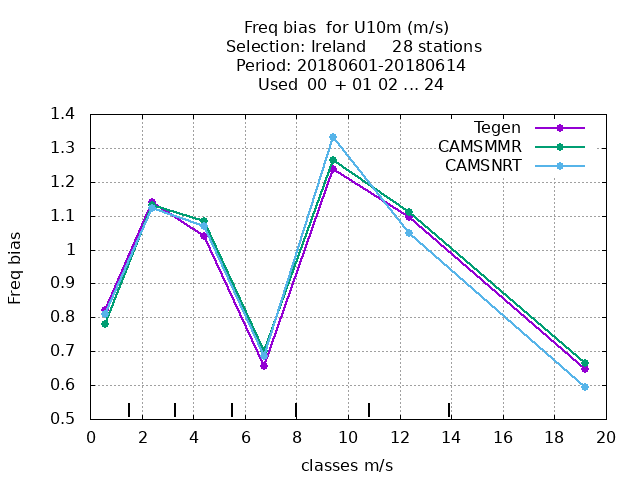 Freq bias  for U10m (m/s)
Selection: Ireland     28 stations
Period: 20180601-20180614
Used  00  + 01 02 ... 24
1.4
1.3
1.2
1.1
1
0.9
0.8
0.7
0.6
0.5
Freq bias
Tegen
CAMSMMR
CAMSNRT
0 2 4 6 8 10 12 14 16 18 20
classes m/s